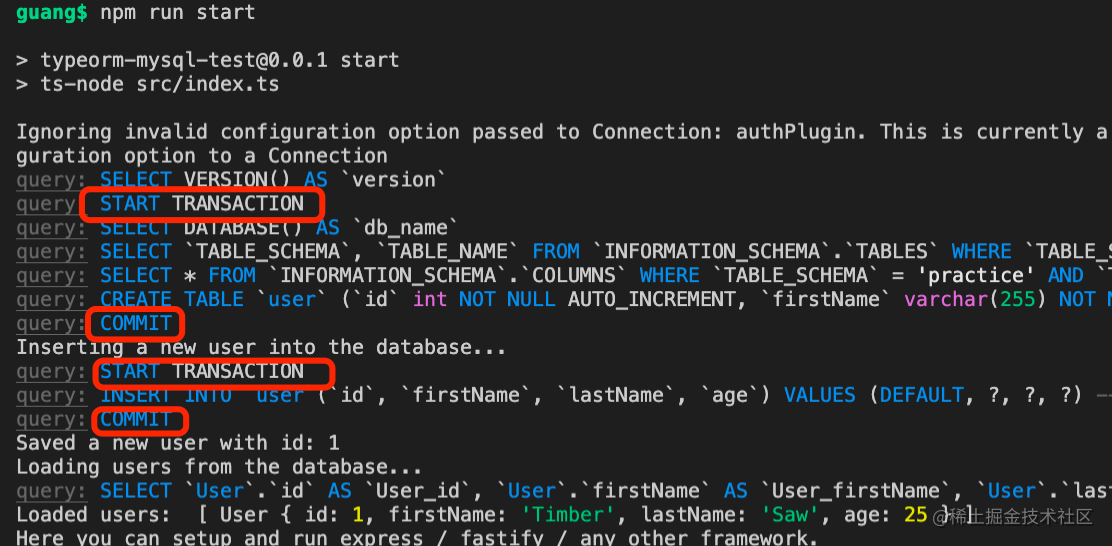 guang$ npm run start
> typeorm-mysql-test@0.0.1 start
> ts-node src/index.ts
Ignoring invalid configuration option passed to Connection: authPlugin. This is currently a
guration option to a Connection
query: SELECT VERSION() AS `version`
query: START TRANSACTION
query: SELECT DATABASE() AS `db_name`
query: SELECT `TABLE_SCHEMA`, `TABLE_NAME` FROM `INFORMATION_SCHEMA`.`TABLES` WHERE `TABLE_S
query: SELECT * FROM `INFORMATION_SCHEMA`.`COLUMNS` WHERE `TABLE_SCHEMA` = 'practice' AND `T
query: CREATE TABLE `user` (`id` int NOT NULL AUTO_INCREMENT, `firstName` varchar(255) NOT N
query: COMMIT
Inserting a new user into the database...
query: START TRANSACTION
query: INSERT INTO `user`(`id`, `firstName`, `lastName`, `age`) VALUES (DEFAULT, ?, ?, ?) -
query: COMMIT
Saved a new user with id: 1
Loading users from the database...
query: SELECT `User`.`id` AS `User_id`, `User`.`firstName` AS `User_firstName`, `User`.`las
Loaded users:  [ User { id: 1, firstName: 'Timber', lastName: 'Saw', age: 25 } ]
@稀土掘金技术社区
Here you can setup and run express / fastify / any other framework.